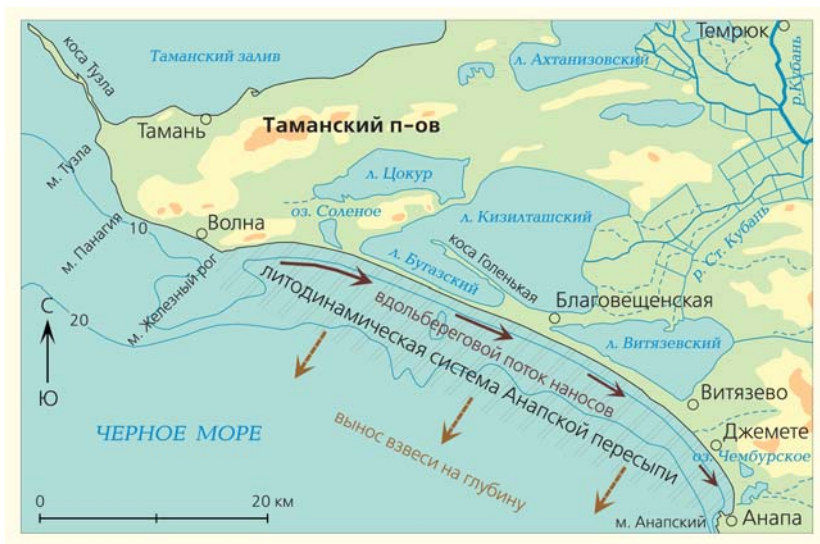 Темрюк
Таманский залив
л. Ахтанизовский
р.Кубань
коса Тузла
Тамань
Таманский п-ов
м. Тузла
л. Цокур
оз. Соленое
л. Кизилташский
Волна
м. Панагия
10
л. Бугазский
коса Голенькая
р. Ст. Кубань
м. Железный рог
С
20
Ю
Благовещенская
л. Витязевский
вдольбереговой поток наносов
литодинамическая система Анапской пересыпи
Витязево
Джемете
оз. Чембурское
ЧЕРНОЕ МОРЕ
вынос взвеси на глубину
0
20 км
м. Анапский
Анапа